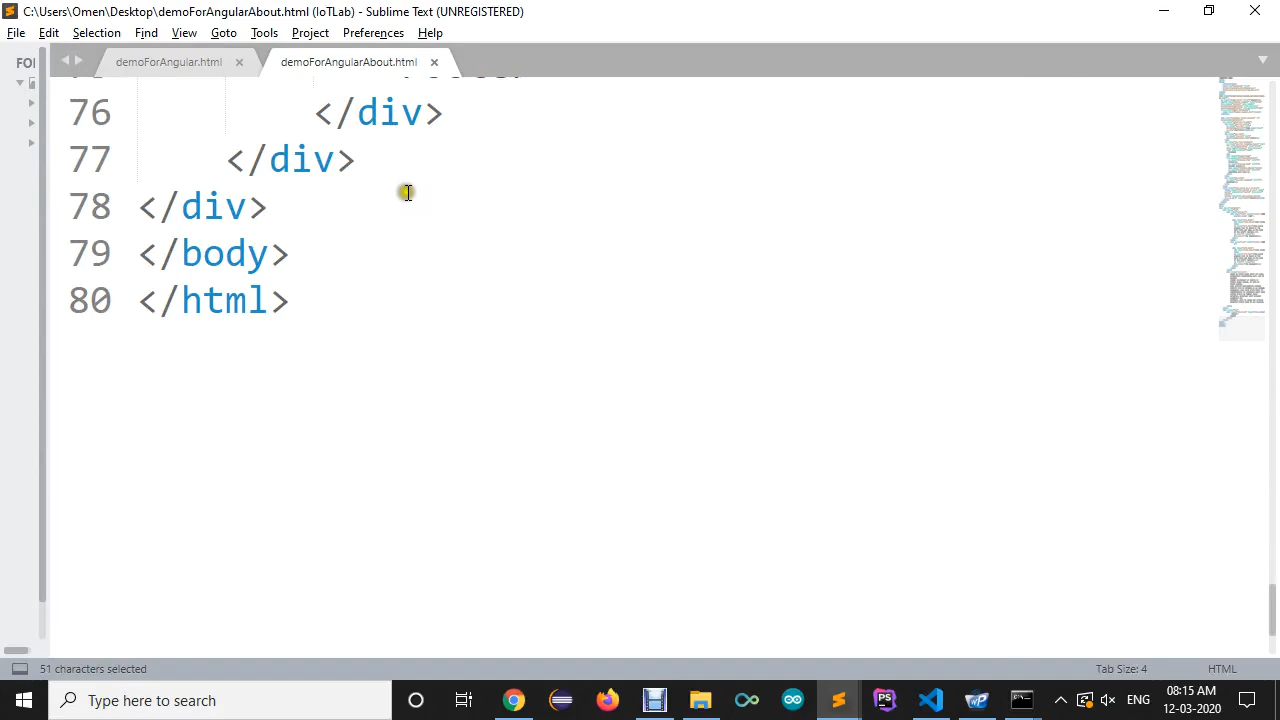 C:\Users\Omen\Desktop\demoForAngularAbout.html (IoTLab) - Sublime Text (UNREGISTERED)
File Edit Selection Find View Goto Tools Project Preferences Help
FOI
demoForAngular.html
demoForAngularAbout.html
76 </div>
77 </div>
78 </div>
79 </body>
80 </html>
51 characters selected
Tab Size: 4
HTML
Type here to search
ENG
08:15 AM
12-03-2020